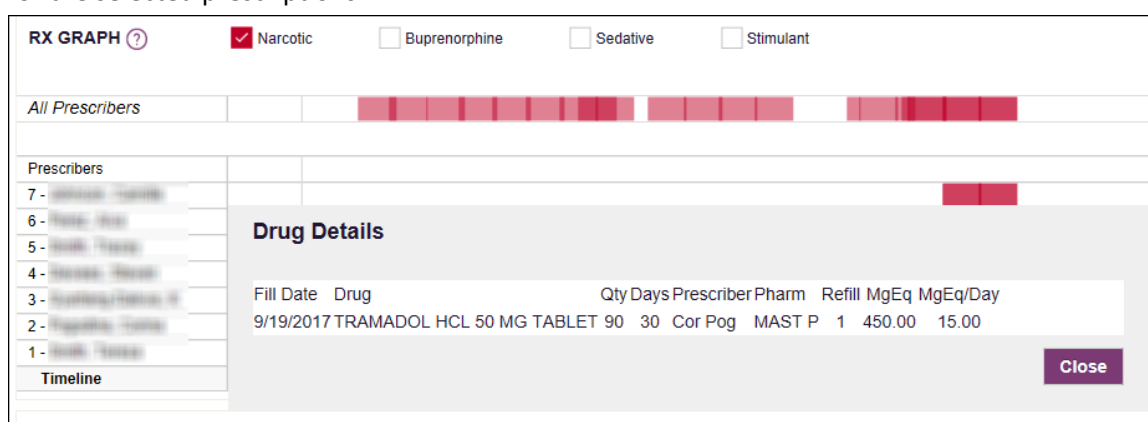 RX GRAPH ? Narcotic Buprenorphine Sedative Stimulant
All Prescribers
Prescribers
7 -
6 -
5 -
4 -
3 -
2 -
1 -
Timeline
Drug Details
Fill Date Drug Qty Days Prescriber Pharm Refill MgEq MgEq/Day
9/19/2017 TRAMADOL HCL 50 MG TABLET 90 30 Cor Pog MAST P 1 450.00 15.00
Close